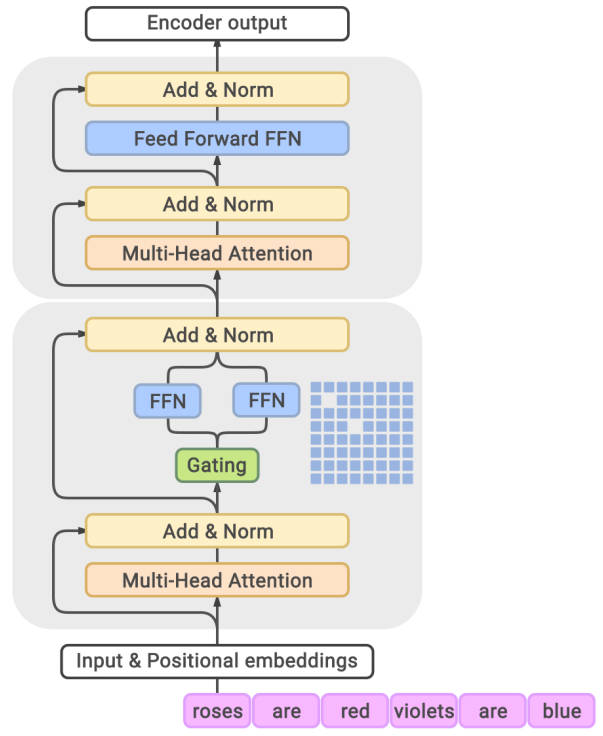 Encoder output
Add & Norm
Feed Forward FFN
Add & Norm
Multi-Head Attention
Add & Norm
FFN FFN
Gating
Add & Norm
Multi-Head Attention
Input & Positional embeddings
roses are red violets are blue